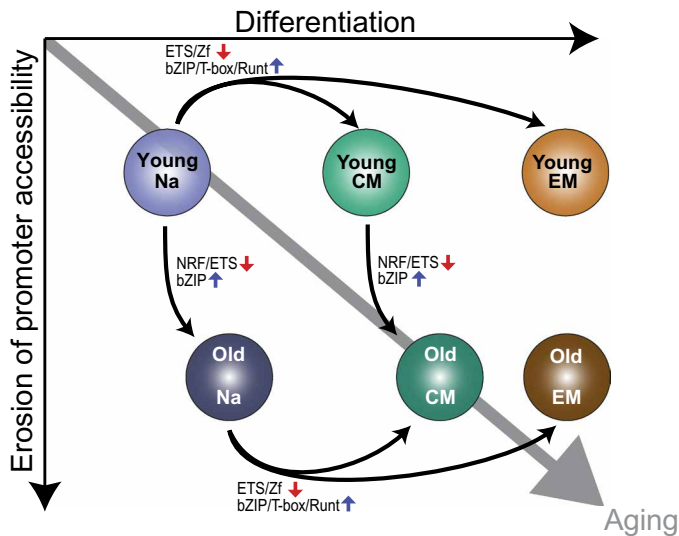 Differentiation
Erosion of promoter accessibility
ETS/Zf
bZIP/T-box/Runt
Young
Na
Young
CM
Young
EM
NRF/ETS
bZIP
NRF/ETS
bZIP
Old
Na
Old
CM
Old
EM
ETS/Zf
bZIP/T-box/Runt
Aging